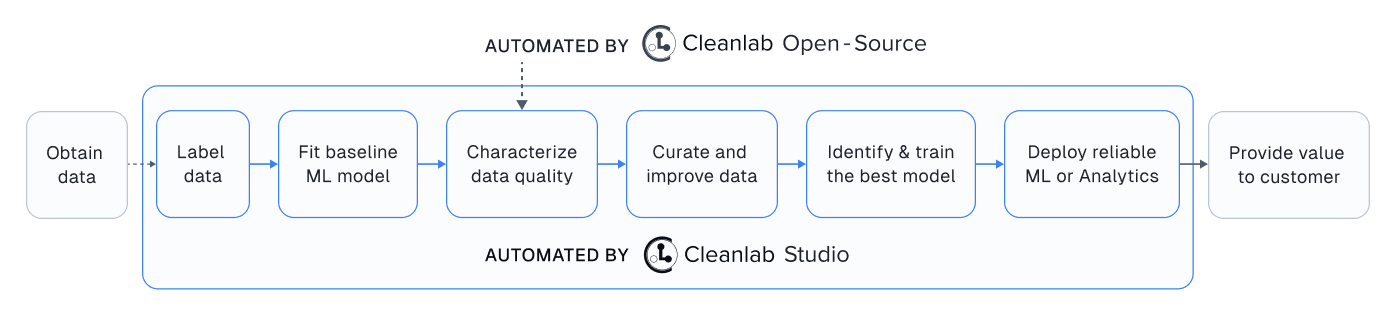 AUTOMATED BY Cleanlab Open-Source
Obtain
data
Label
data
Fit baseline
ML model
Characterize
data quality
Curate and
improve data
Identify & train
the best model
Deploy reliable
ML or Analytics
Provide value
to customer
AUTOMATED BY Cleanlab Studio